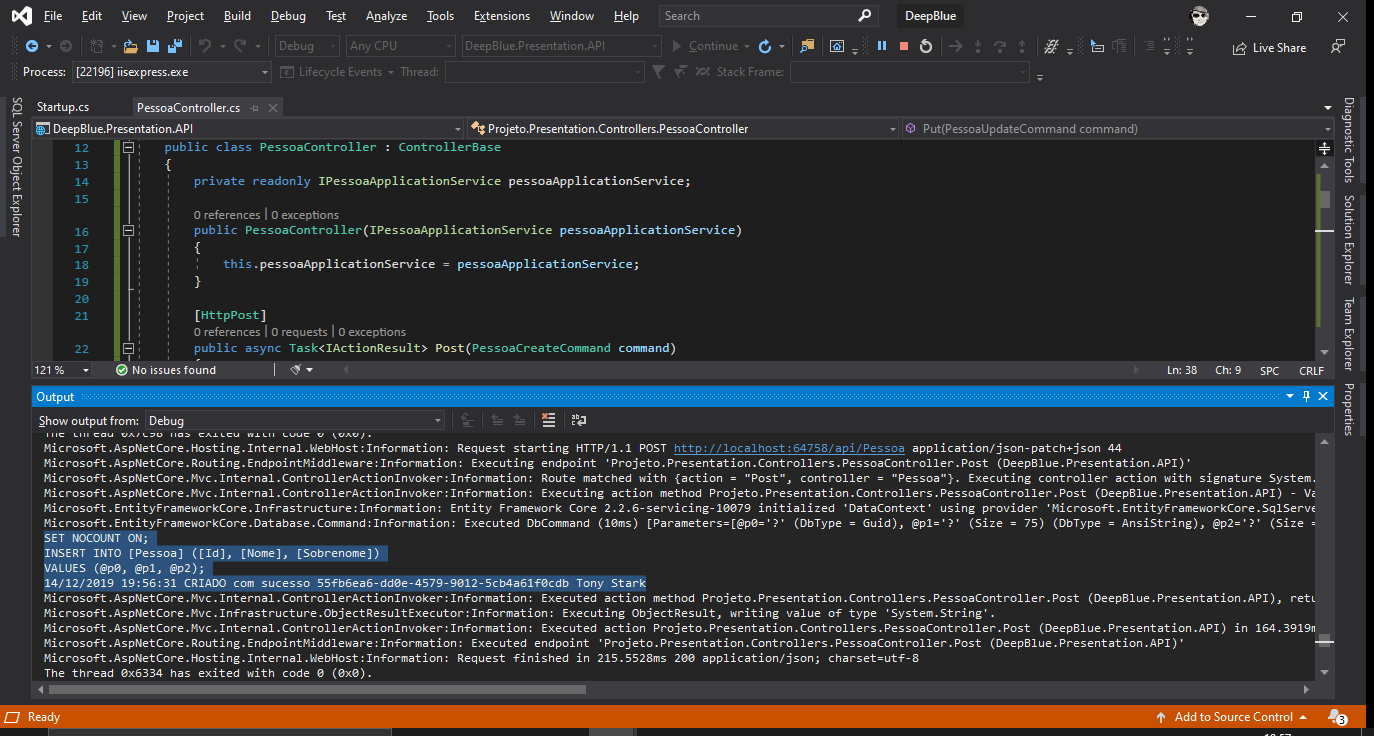 File Edit View Project Build Debug Test Analyze Tools Extensions Window Help Search DeepBlue
Debug Any CPU DeepBlue.Presentation.API Continue Live Share
Process: [22196] iisexpress.exe Lifecycle Events Thread: Stack Frame:
SQL Server Object Explorer
Startup.cs PessoaController.cs
DeepBlue.Presentation.API Projeto.Presentation.Controllers.PessoaController Put(PessoaUpdateCommand command)
12 public class PessoaController : ControllerBase
13 {
14 private readonly IPessoaApplicationService pessoaApplicationService;
15
0 references | 0 exceptions
16 public PessoaController(IPessoaApplicationService pessoaApplicationService)
17 {
18 this.pessoaApplicationService = pessoaApplicationService;
19 }
20
21 [HttpPost]
0 references | 0 requests | 0 exceptions
22 public async Task<IActionResult> Post(PessoaCreateCommand command)
121 % No issues found Ln: 38 Ch: 9 SPC CRLF
Output
Show output from: Debug
The thread 0x7c98 has exited with code 0 (0x0).
Microsoft.AspNetCore.Hosting.Internal.WebHost:Information: Request starting HTTP/1.1 POST http://localhost:64758/api/Pessoa application/json-patch+json 44
Microsoft.AspNetCore.Routing.EndpointMiddleware:Information: Executing endpoint 'Projeto.Presentation.Controllers.PessoaController.Post (DeepBlue.Presentation.API)'
Microsoft.AspNetCore.Mvc.Internal.ControllerActionInvoker:Information: Route matched with {action = "Post", controller = "Pessoa"}. Executing controller action with signature System.
Microsoft.AspNetCore.Mvc.Internal.ControllerActionInvoker:Information: Executing action method Projeto.Presentation.Controllers.PessoaController.Post (DeepBlue.Presentation.API) - Va
Microsoft.EntityFrameworkCore.Infrastructure:Information: Entity Framework Core 2.2.6-servicing-10079 initialized 'DataContext' using provider 'Microsoft.EntityFrameworkCore.SqlServe
Microsoft.EntityFrameworkCore.Database.Command:Information: Executed DbCommand (10ms) [Parameters=[@p0='?' (DbType = Guid), @p1='?' (Size = 75) (DbType = AnsiString), @p2='?' (Size =
SET NOCOUNT ON;
INSERT INTO [Pessoa] ([Id], [Nome], [Sobrenome])
VALUES (@p0, @p1, @p2);
14/12/2019 19:56:31 CRIADO com sucesso 55fb6ea6-dd0e-4579-9012-5cb4a61f0cdb Tony Stark
Microsoft.AspNetCore.Mvc.Internal.ControllerActionInvoker:Information: Executed action method Projeto.Presentation.Controllers.PessoaController.Post (DeepBlue.Presentation.API), retu
Microsoft.AspNetCore.Mvc.Infrastructure.ObjectResultExecutor:Information: Executing ObjectResult, writing value of type 'System.String'.
Microsoft.AspNetCore.Mvc.Internal.ControllerActionInvoker:Information: Executed action Projeto.Presentation.Controllers.PessoaController.Post (DeepBlue.Presentation.API) in 164.3919m
Microsoft.AspNetCore.Routing.EndpointMiddleware:Information: Executed endpoint 'Projeto.Presentation.Controllers.PessoaController.Post (DeepBlue.Presentation.API)'
Microsoft.AspNetCore.Hosting.Internal.WebHost:Information: Request finished in 215.5528ms 200 application/json; charset=utf-8
The thread 0x6334 has exited with code 0 (0x0).
Diagnostic Tools
Solution Explorer
Team Explorer
Properties
Ready Add to Source Control 3